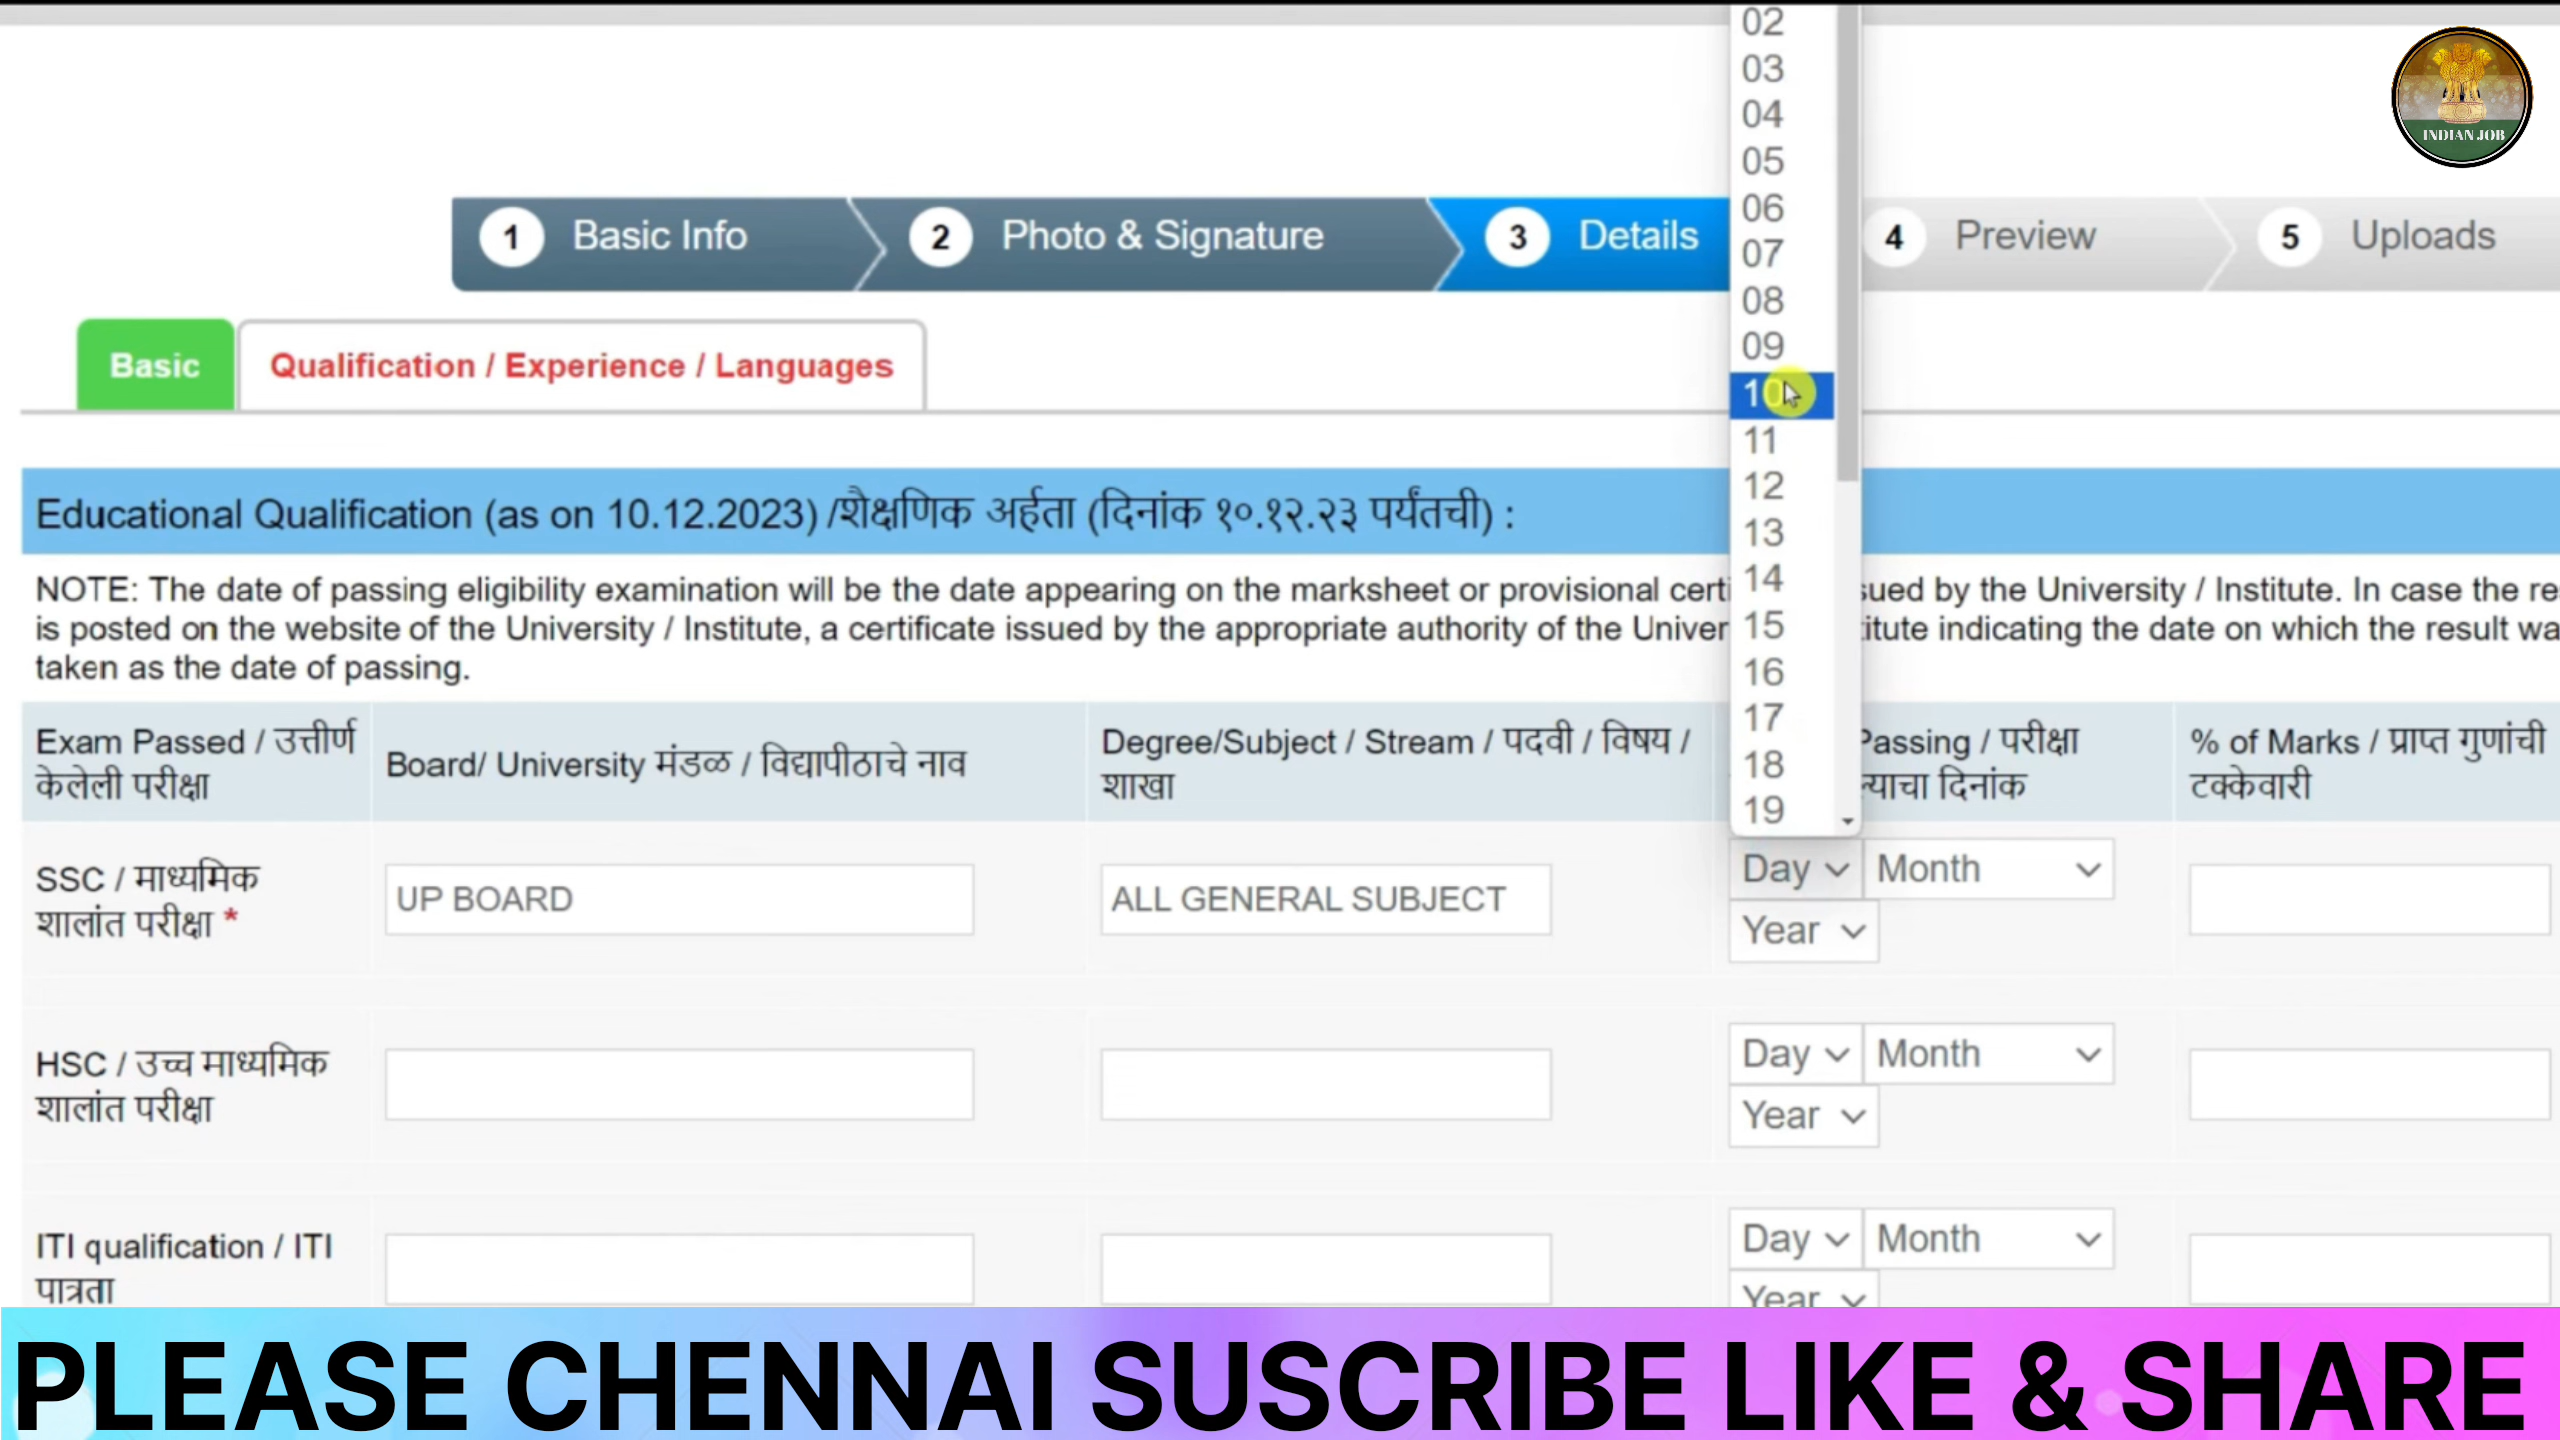 02
03
04
05
06
07
08
09
10
11
12
13
14
15
16
17
18
19
INDIAN JOB
1 Basic Info
2 Photo & Signature
3 Details
4 Preview
5 Uploads
Basic
Qualification / Experience / Languages
Educational Qualification (as on 10.12.2023) /शैक्षणिक अर्हता (दिनांक १०.१२.२३ पर्यंतची) :
NOTE: The date of passing eligibility examination will be the date appearing on the marksheet or provisional certi sued by the University / Institute. In case the re
is posted on the website of the University / Institute, a certificate issued by the appropriate authority of the Univer itute indicating the date on which the result wa
taken as the date of passing.
Exam Passed / उत्तीर्ण
केलेली परीक्षा
Board/ University मंडळ / विद्यापीठाचे नाव
Degree/Subject / Stream / पदवी / विषय /
शाखा
Passing / परीक्षा
ल्याचा दिनांक
% of Marks / प्राप्त गुणांची
टक्केवारी
SSC / माध्यमिक
शालांत परीक्षा *
UP BOARD
ALL GENERAL SUBJECT
Day Month
Year
HSC / उच्च माध्यमिक
शालांत परीक्षा
Day Month
Year
ITI qualification / ITI
पात्रता
Day Month
Year
PLEASE CHENNAI SUSCRIBE LIKE & SHARE